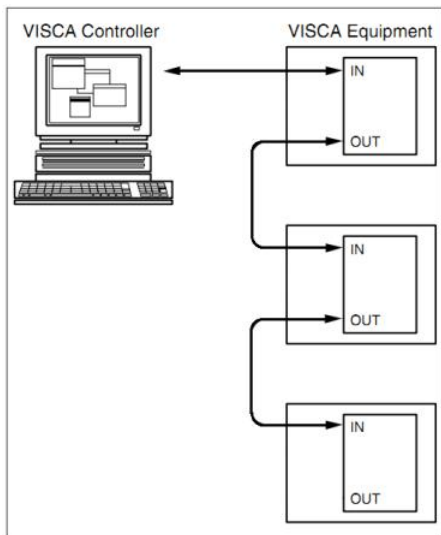 VISCA Controller
VISCA Equipment
IN
OUT
IN
OUT
IN
OUT